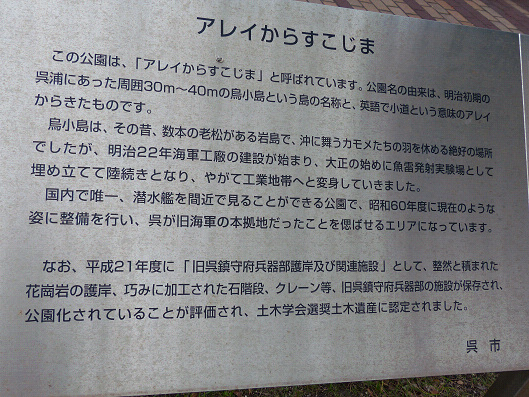 アレイからすこじま
この公園は、「アレイからすこじま」と呼ばれています。公園名の由来は、明治初期の
呉浦にあった周囲30m～40mの烏小島という島の名称と、英語で小道という意味のアレイ
からきたものです。
烏小島は、その昔、数本の老松がある岩島で、沖に舞うカモメたちの羽を休める絶好の場所
でしたが、明治22年海軍工廠の建設が始まり、大正の始めに魚雷発射実験場として
埋め立てて陸続きとなり、やがて工業地帯へと変身していきました。
国内で唯一、潜水艦を間近で見ることができる公園で、昭和60年度に現在のような
姿に整備を行い、呉が旧海軍の本拠地だったことを偲ばせるエリアになっています。
なお、平成21年度に「旧呉鎮守府兵器部護岸及び関連施設」として、整然と積まれた
花崗岩の護岸、巧みに加工された石階段、クレーン等、旧呉鎮守府兵器部の施設が保存され、
公園化されていることが評価され、土木学会選奨土木遺産に認定されました。
呉 市